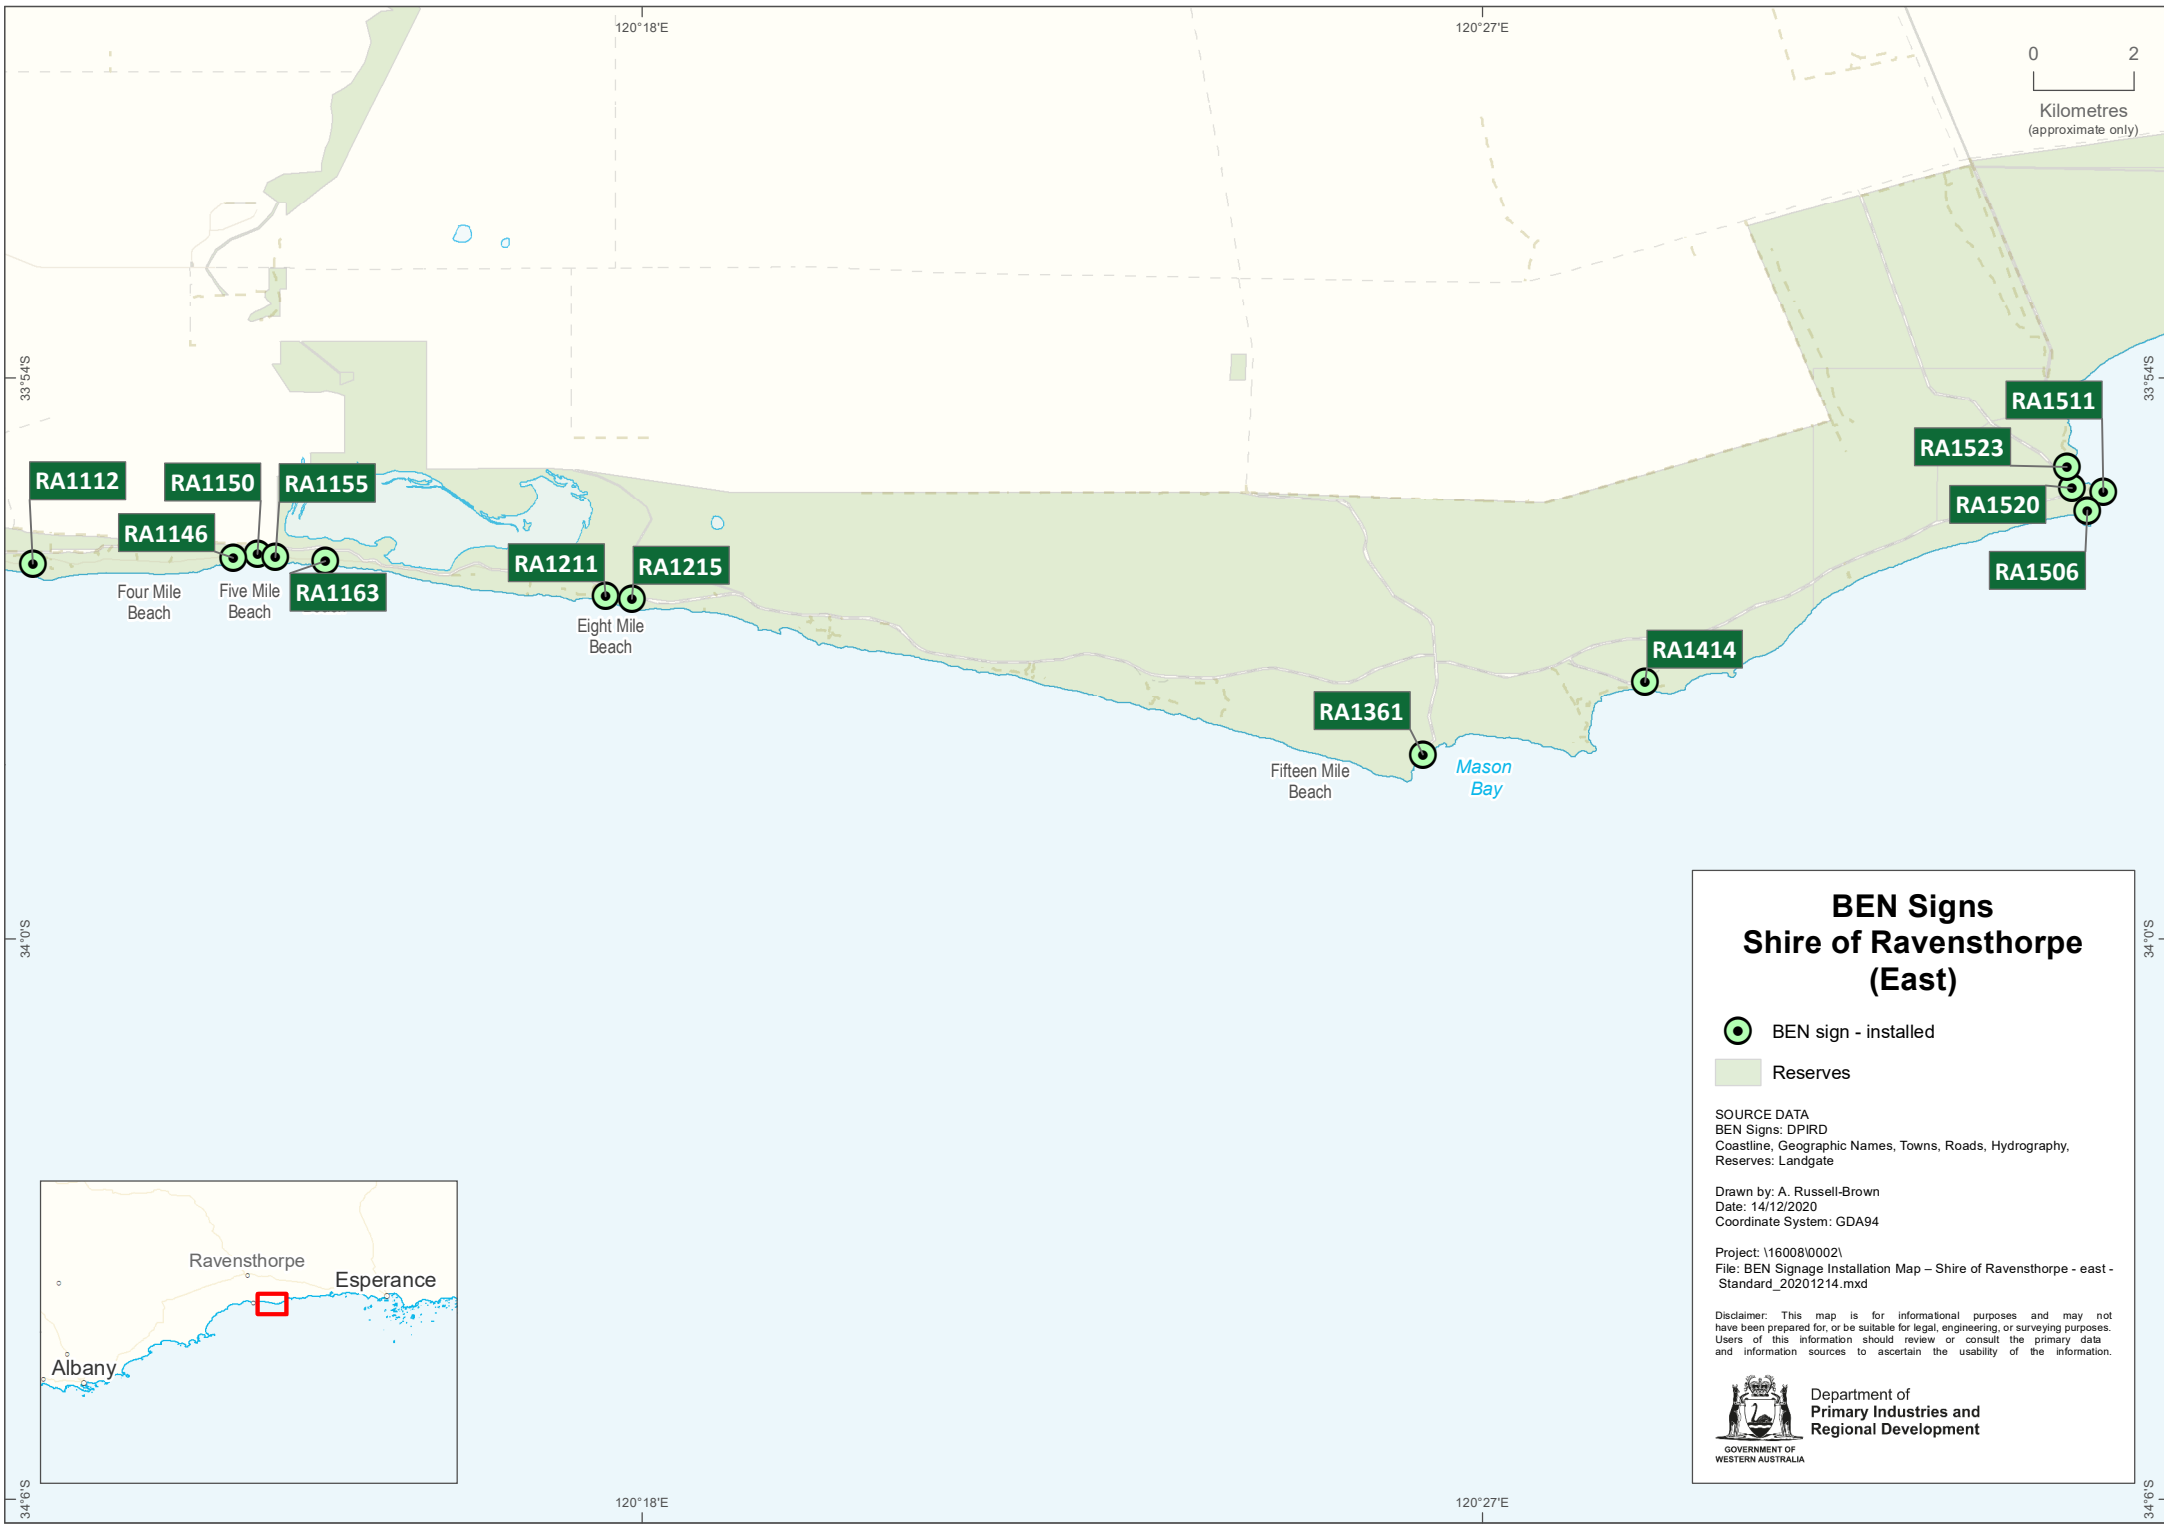 120°18'E
120°27'E
0 2
Kilometres
(approximate only)
33°54'S
33°54'S
RA1511
RA1523
RA1112
RA1150
RA1155
RA1520
RA1146
RA1211
RA1215
RA1506
RA1163
Four Mile
Beach
Five Mile
Beach
Eight Mile
Beach
RA1414
RA1361
Fifteen Mile
Beach
Mason
Bay
34°0'S
34°0'S
BEN Signs
Shire of Ravensthorpe
(East)
BEN sign - installed
Reserves
SOURCE DATA
BEN Signs: DPIRD
Coastline, Geographic Names, Towns, Roads, Hydrography,
Reserves: Landgate
Drawn by: A. Russell-Brown
Date: 14/12/2020
Coordinate System: GDA94
Project: \16008\0002\
File: BEN Signage Installation Map – Shire of Ravensthorpe - east -
Standard_20201214.mxd
Disclaimer: This map is for informational purposes and may not
have been prepared for, or be suitable for legal, engineering, or surveying purposes.
Users of this information should review or consult the primary data
and information sources to ascertain the usability of the information.
Department of
Primary Industries and
Regional Development
GOVERNMENT OF
WESTERN AUSTRALIA
Ravensthorpe
Esperance
Albany
34°6'S
34°6'S
120°18'E
120°27'E